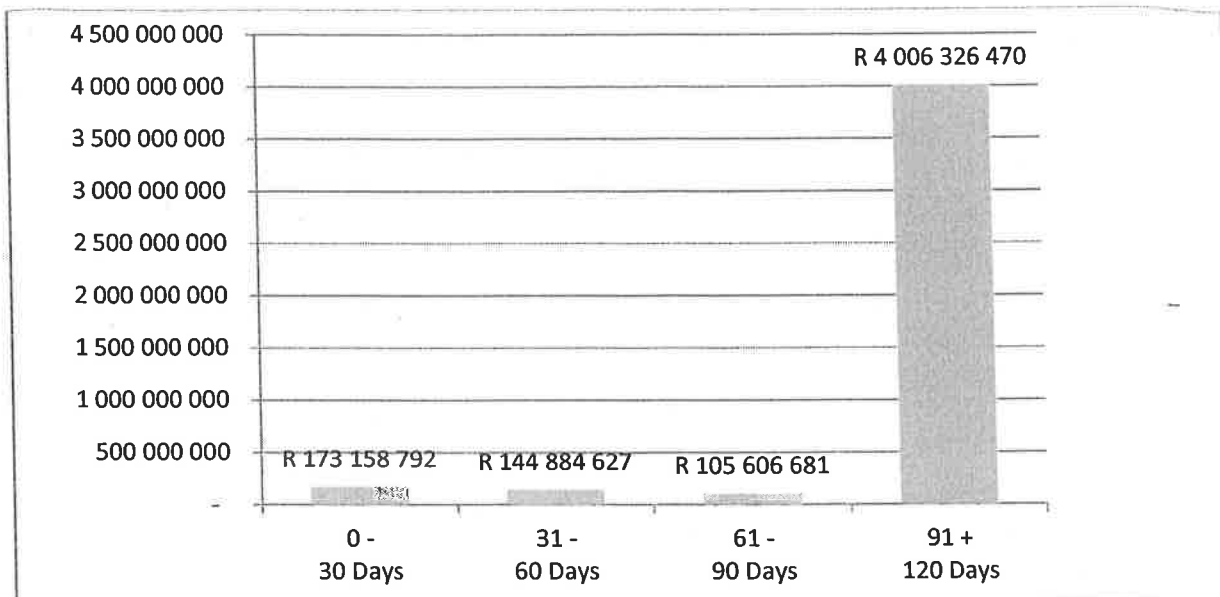 4 500 000 000
4 000 000 000
3 500 000 000
3 000 000 000
2 500 000 000
2 000 000 000
1 500 000 000
1 000 000 000
500 000 000
-
R 173 158 792
R 144 884 627
R 105 606 681
R 4 006 326 470
0 -
30 Days
31 -
60 Days
61 -
90 Days
91 +
120 Days